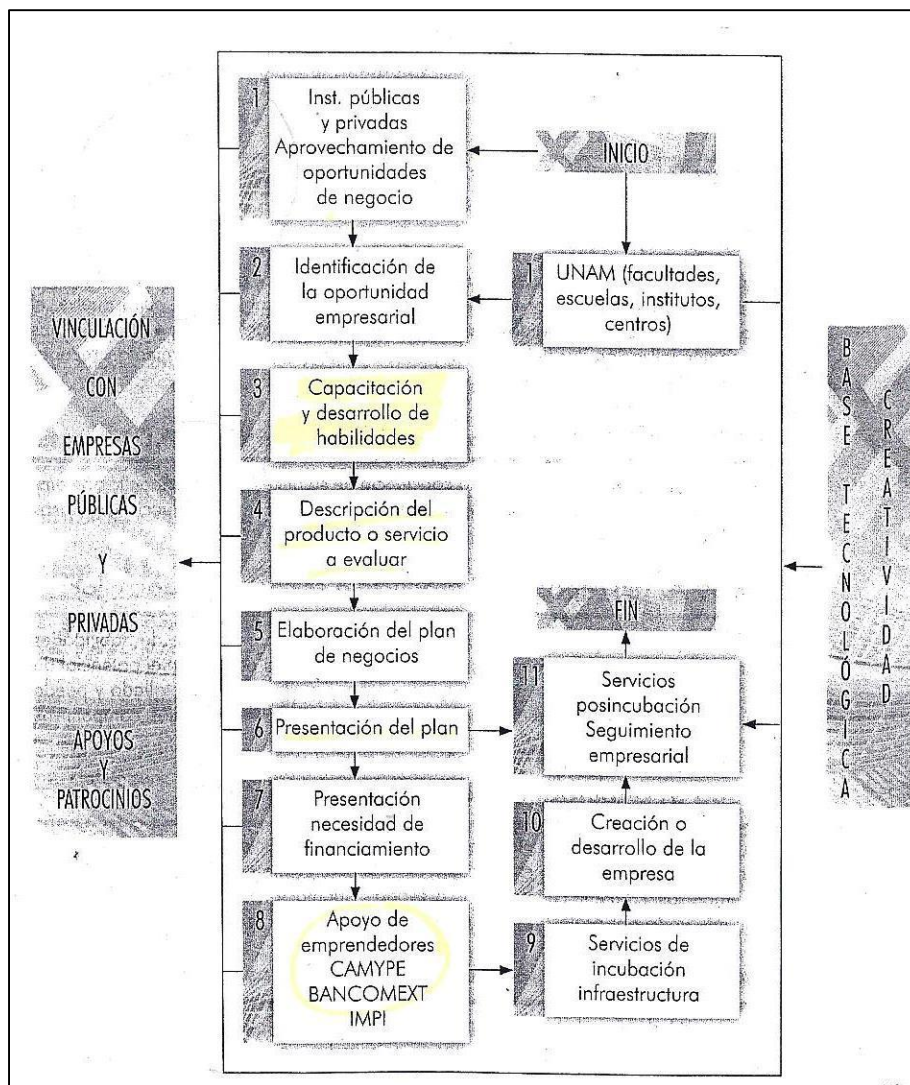 1
Inst. públicas
y privadas
Aprovechamiento de
oportunidades
de negocio
INICIO
2
Identificación de
la oportunidad
empresarial
1
UNAM (facultades,
escuelas, institutos,
centros)
3
Capacitación
y desarrollo de
habilidades
4
Descripción del
producto o servicio
a evaluar
5
Elaboración del plan
de negocios
6
Presentación del plan
7
Presentación
necesidad de
financiamiento
8
Apoyo de
emprendedores
CAMYPE
BANCOMEXT
IMPI
9
Servicios de
incubación
infraestructura
10
Creación o
desarrollo de la
empresa
11
Servicios
posincubación
Seguimiento
empresarial
FIN
VINCULACIÓN
CON
EMPRESAS
PÚBLICAS
Y
PRIVADAS
APOYOS
Y
PATROCINIOS
BASE TECNOLÓGICA
CREATIVIDAD